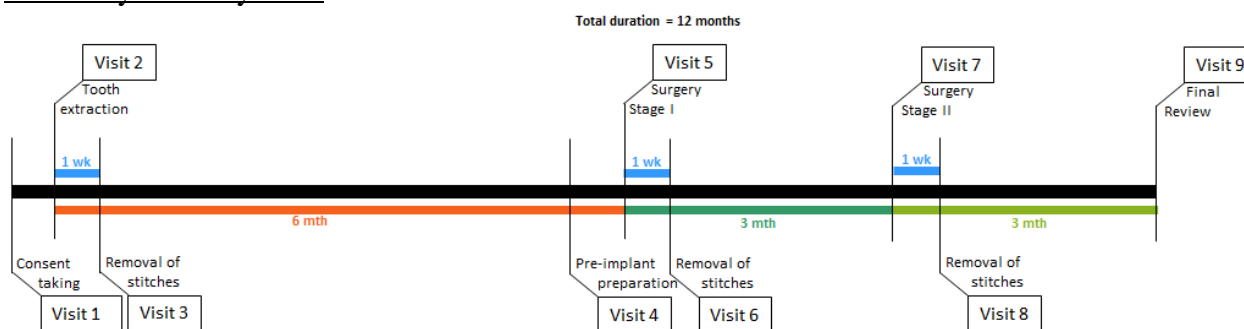 Total duration = 12 months
Visit 2
Visit 5
Visit 7
Visit 9
Tooth
extraction
Surgery
Stage I
Surgery
Stage II
Final
Review
1 wk
1 wk
1 wk
6 mth
3 mth
3 mth
Consent
taking
Removal of
stitches
Pre-implant
preparation
Removal of
stitches
Removal of
stitches
Visit 1
Visit 3
Visit 4
Visit 6
Visit 8